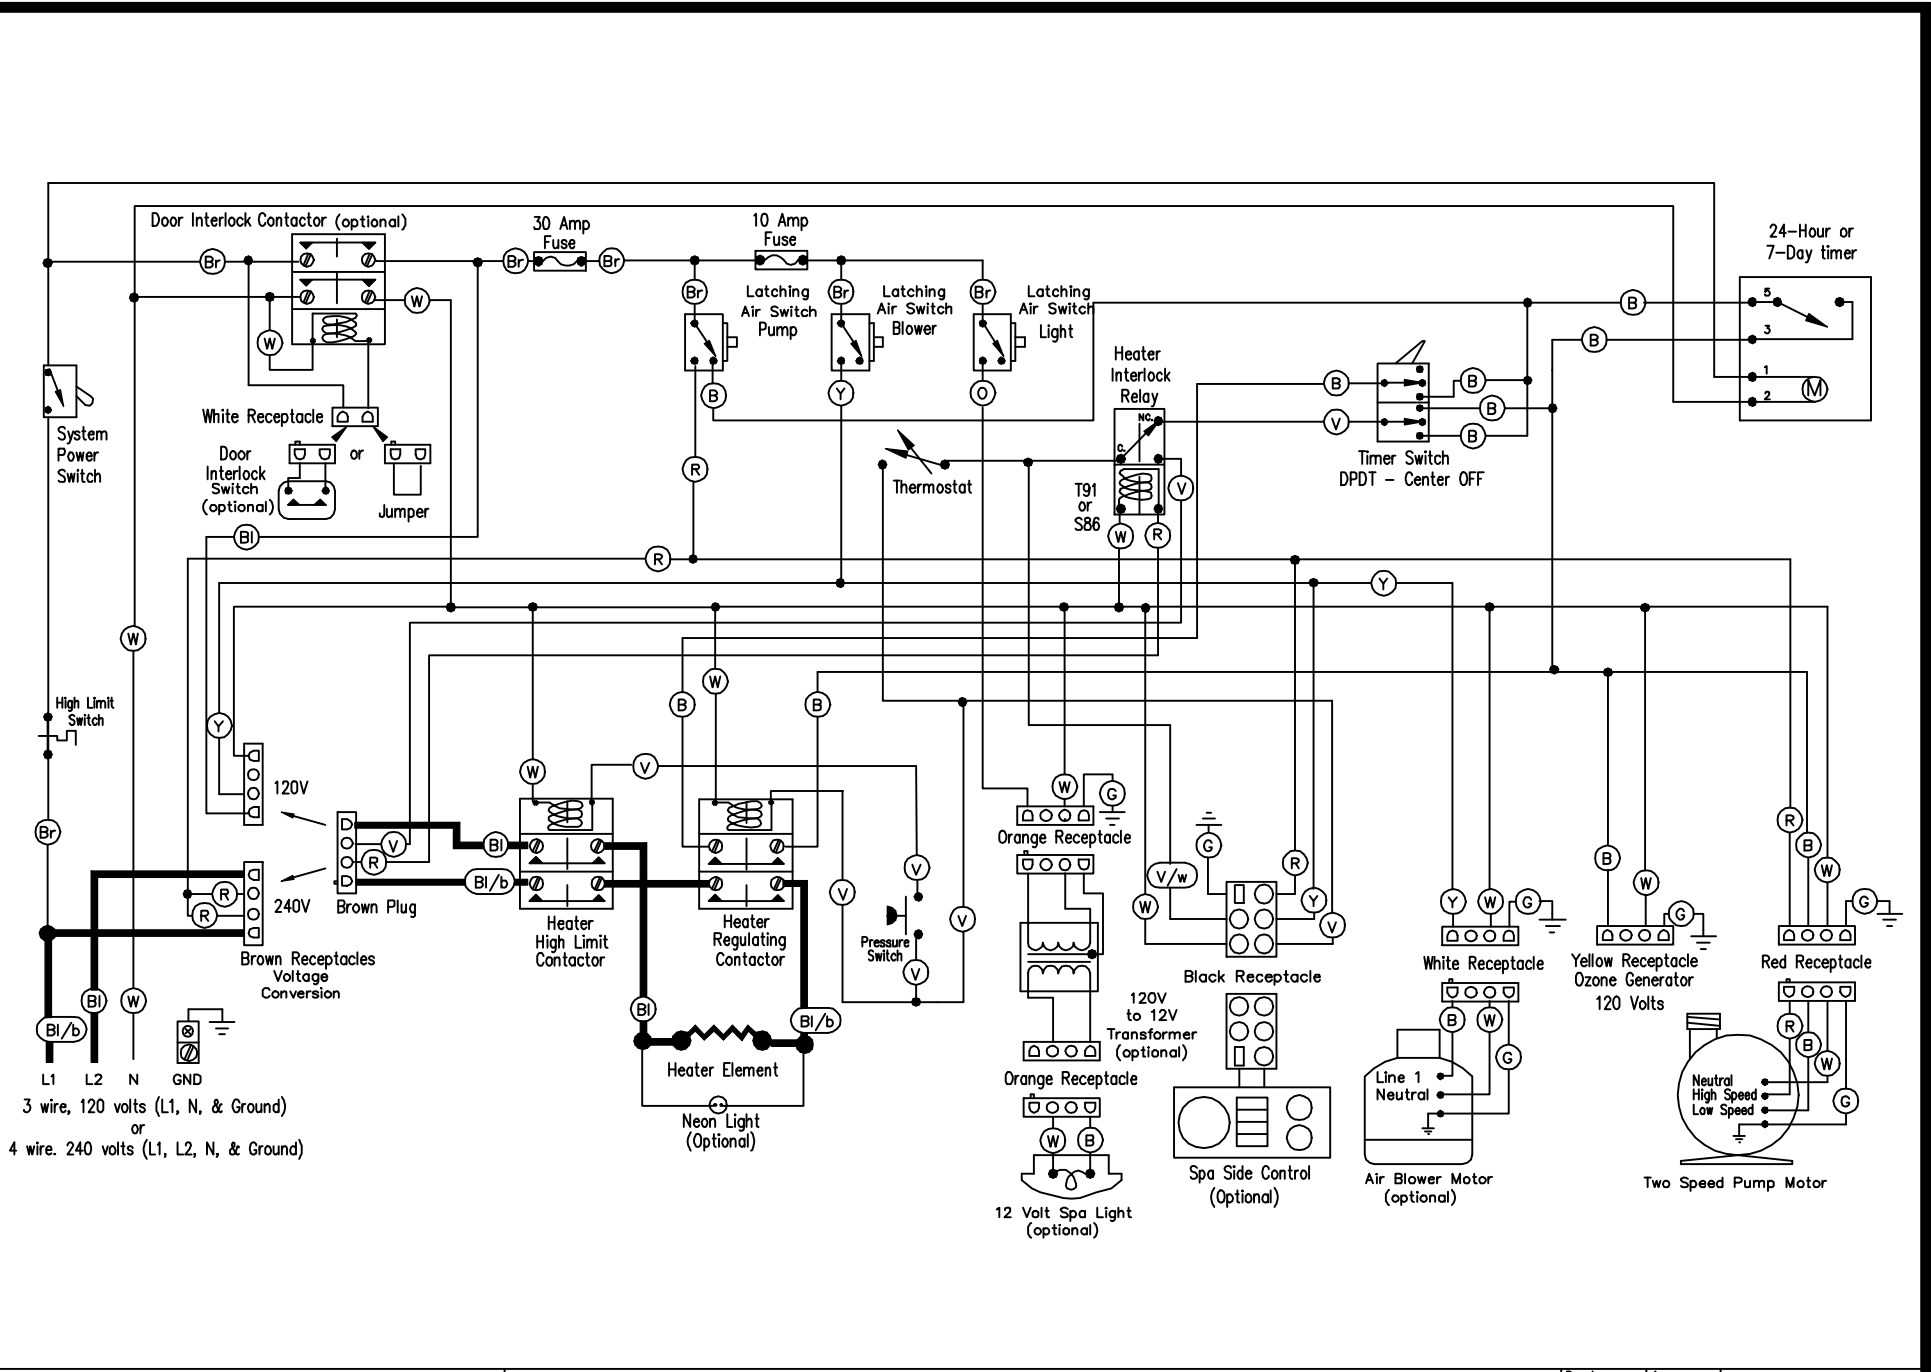 Door Interlock Contactor (optional)
30 Amp
Fuse
10 Amp
Fuse
24-Hour or
7-Day timer
Br
Br
Br
W
W
Br
Latching
Air Switch
Pump
Br
Latching
Air Switch
Blower
Br
Latching
Air Switch
Light
B
B
5
3
1
2
M
Heater
Interlock
Relay
NC.
C.
T91
or
S86
B
V
B
B
B
Timer Switch
DPDT - Center OFF
System
Power
Switch
White Receptacle
Door
Interlock
Switch
(optional)
or
Jumper
B
Y
O
R
Thermostat
V
W
R
Bl
R
Y
W
High Limit
Switch
Y
W
B
B
120V
W
V
Br
V
R
Bl
Bl/b
R
R
240V
Brown Plug
Brown Receptacles
Voltage
Conversion
Heater
High Limit
Contactor
Heater
Regulating
Contactor
V
V
V
V
Pressure
Switch
W
G
Orange Receptacle
G
R
V/w
W
Y
V
Black Receptacle
Y
W
G
White Receptacle
B
W
G
Yellow Receptacle
Ozone Generator
120 Volts
R
B
W
G
Red Receptacle
Bl/b
Bl
W
L1
L2
N
GND
3 wire, 120 volts (L1, N, & Ground)
or
4 wire. 240 volts (L1, L2, N, & Ground)
Bl
Bl/b
Heater Element
Neon Light
(Optional)
120V
to 12V
Transformer
(optional)
Orange Receptacle
W
B
12 Volt Spa Light
(optional)
Spa Side Control
(Optional)
B
W
G
Line 1
Neutral
Air Blower Motor
(optional)
R
B
W
G
Neutral
High Speed
Low Speed
Two Speed Pump Motor